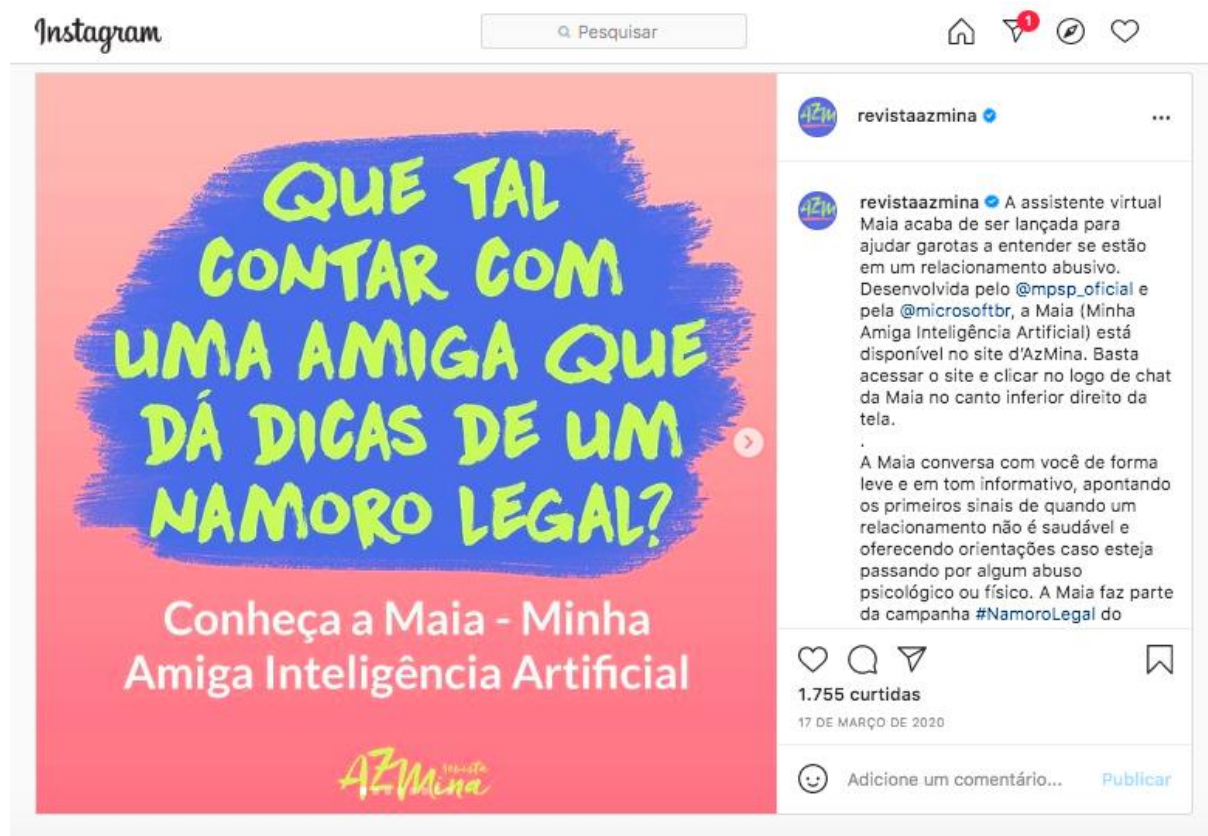 Instagram
Pesquisar
1
QUE TAL
CONTAR COM
UMA AMIGA QUE
DÁ DICAS DE UM
NAMORO LEGAL?
Conheça a Maia - Minha
Amiga Inteligência Artificial
revista
AZMina
AZM
revistaazmina
...
AZM
revistaazmina A assistente virtual
Maia acaba de ser lançada para
ajudar garotas a entender se estão
em um relacionamento abusivo.
Desenvolvida pelo @mpsp_oficial e
pela @microsoftbr, a Maia (Minha
Amiga Inteligência Artificial) está
disponível no site d'AzMina. Basta
acessar o site e clicar no logo de chat
da Maia no canto inferior direito da
tela.
.
A Maia conversa com você de forma
leve e em tom informativo, apontando
os primeiros sinais de quando um
relacionamento não é saudável e
oferecendo orientações caso esteja
passando por algum abuso
psicológico ou físico. A Maia faz parte
da campanha #NamoroLegal do
1.755 curtidas
17 DE MARÇO DE 2020
Adicione um comentário... Publicar